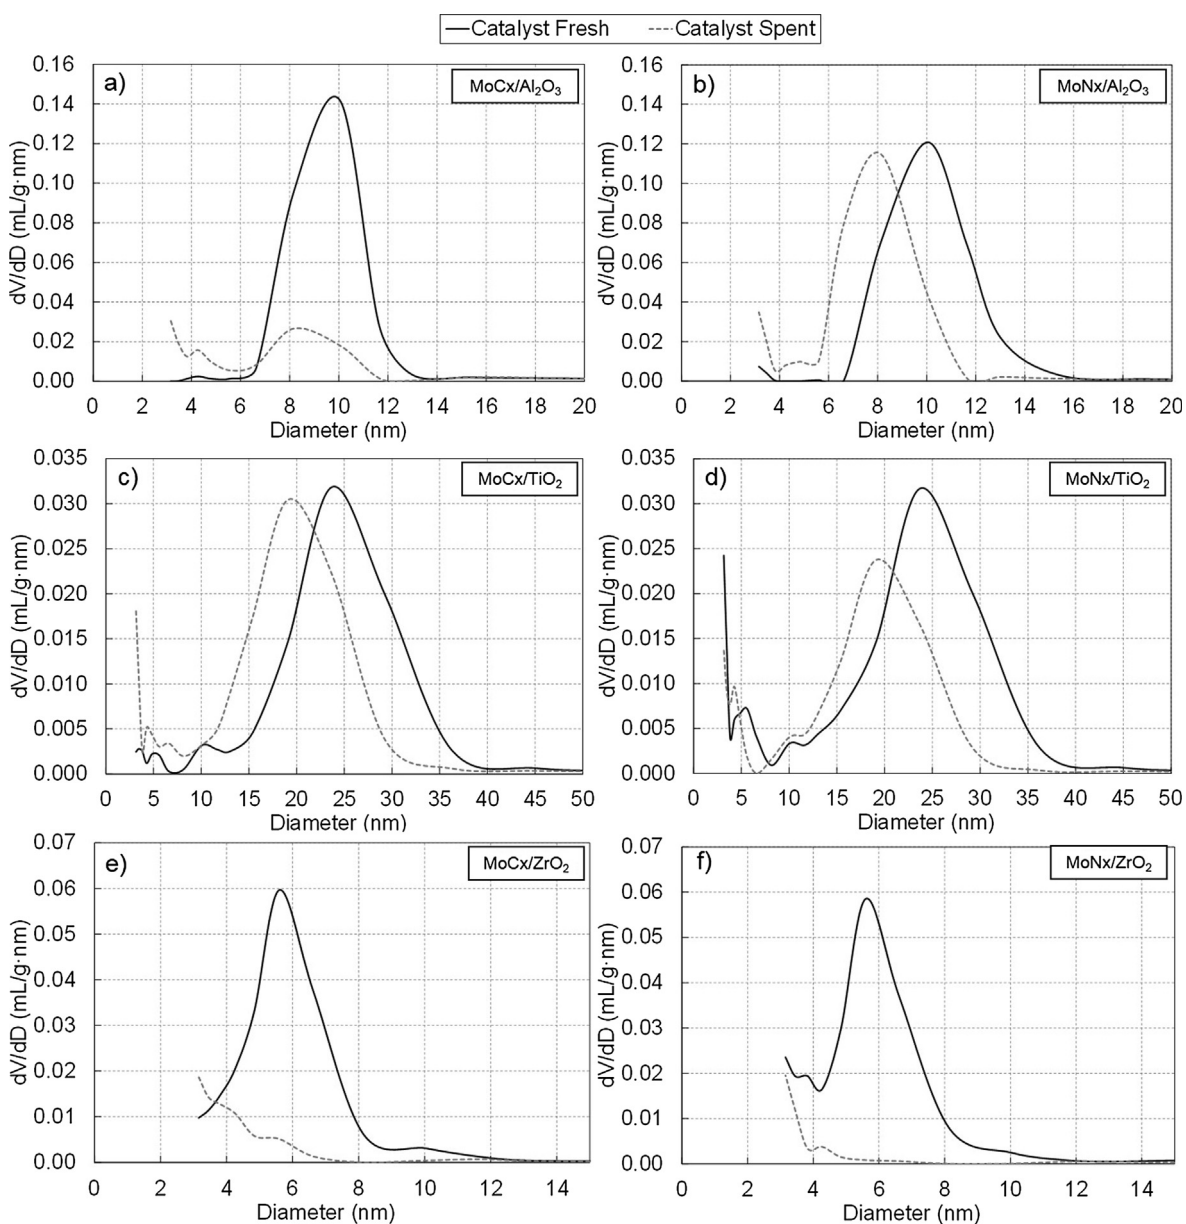 Catalyst Fresh Catalyst Spent
a) MoCx/Al₂O₃
dV/dD (mL/g·nm)
0.16
0.14
0.12
0.10
0.08
0.06
0.04
0.02
0.00
0 2 4 6 8 10 12 14 16 18 20
Diameter (nm)
b) MoNx/Al₂O₃
dV/dD (mL/g·nm)
0.16
0.14
0.12
0.10
0.08
0.06
0.04
0.02
0.00
0 2 4 6 8 10 12 14 16 18 20
Diameter (nm)
c) MoCx/TiO₂
dV/dD (mL/g·nm)
0.035
0.030
0.025
0.020
0.015
0.010
0.005
0.000
0 5 10 15 20 25 30 35 40 45 50
Diameter (nm)
d) MoNx/TiO₂
dV/dD (mL/g·nm)
0.035
0.030
0.025
0.020
0.015
0.010
0.005
0.000
0 5 10 15 20 25 30 35 40 45 50
Diameter (nm)
e) MoCx/ZrO₂
dV/dD (mL/g·nm)
0.07
0.06
0.05
0.04
0.03
0.02
0.01
0.00
0 2 4 6 8 10 12 14
Diameter (nm)
f) MoNx/ZrO₂
dV/dD (mL/g·nm)
0.07
0.06
0.05
0.04
0.03
0.02
0.01
0.00
0 2 4 6 8 10 12 14
Diameter (nm)